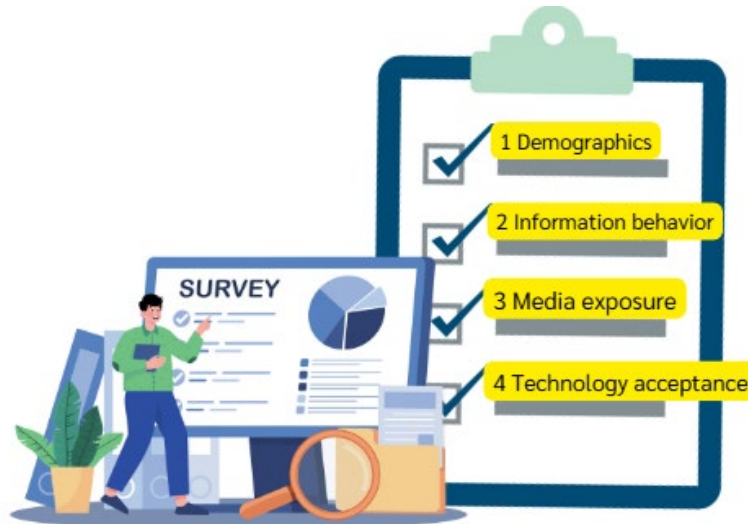 1 Demographics
2 Information behavior
SURVEY
3 Media exposure
4 Technology acceptance